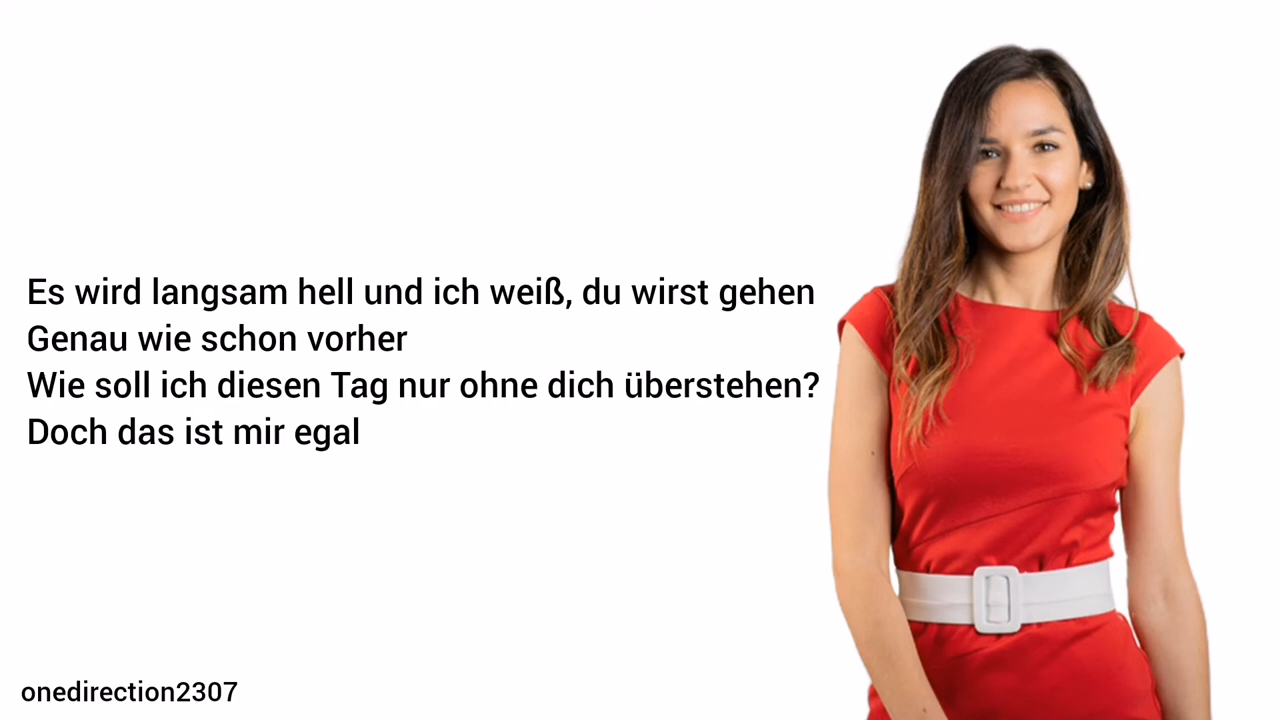 Es wird langsam hell und ich weiß, du wirst gehen
Genau wie schon vorher
Wie soll ich diesen Tag nur ohne dich überstehen?
Doch das ist mir egal
onedirection2307